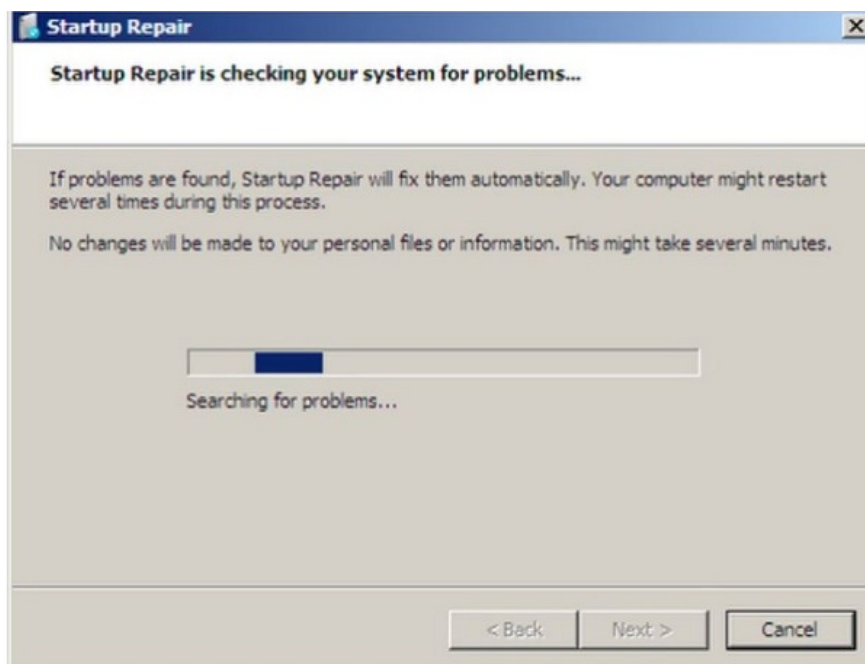 Startup Repair
Startup Repair is checking your system for problems...
If problems are found, Startup Repair will fix them automatically. Your computer might restart
several times during this process.
No changes will be made to your personal files or information. This might take several minutes.
Searching for problems...
< Back Next > Cancel